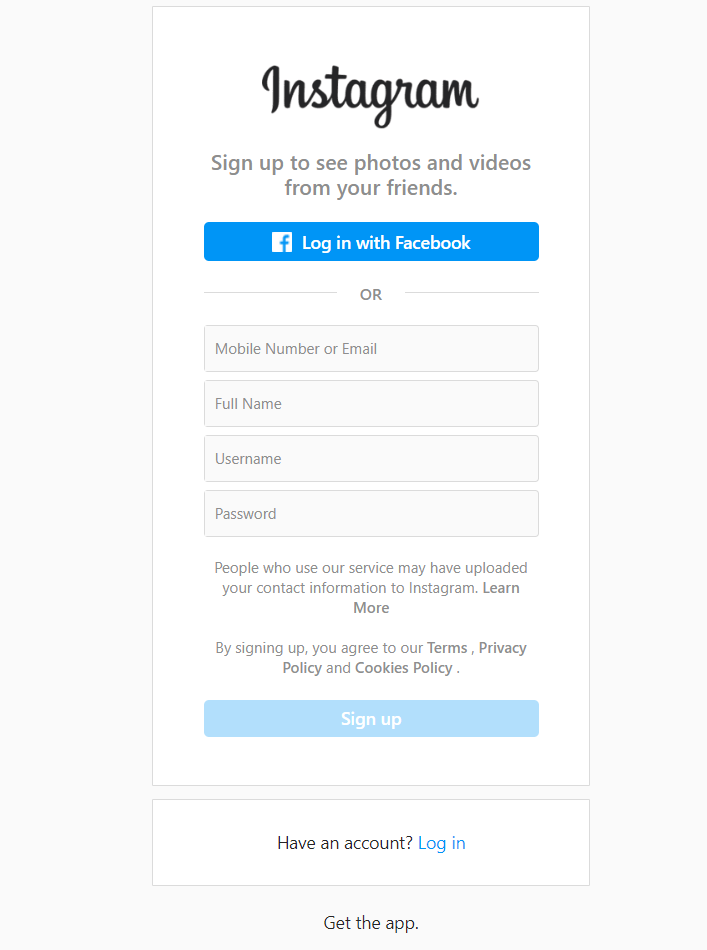 Instagram
Sign up to see photos and videos
from your friends.
Log in with Facebook
OR
Mobile Number or Email
Full Name
Username
Password
People who use our service may have uploaded
your contact information to Instagram. Learn
More
By signing up, you agree to our Terms , Privacy
Policy and Cookies Policy .
Sign up
Have an account? Log in
Get the app.